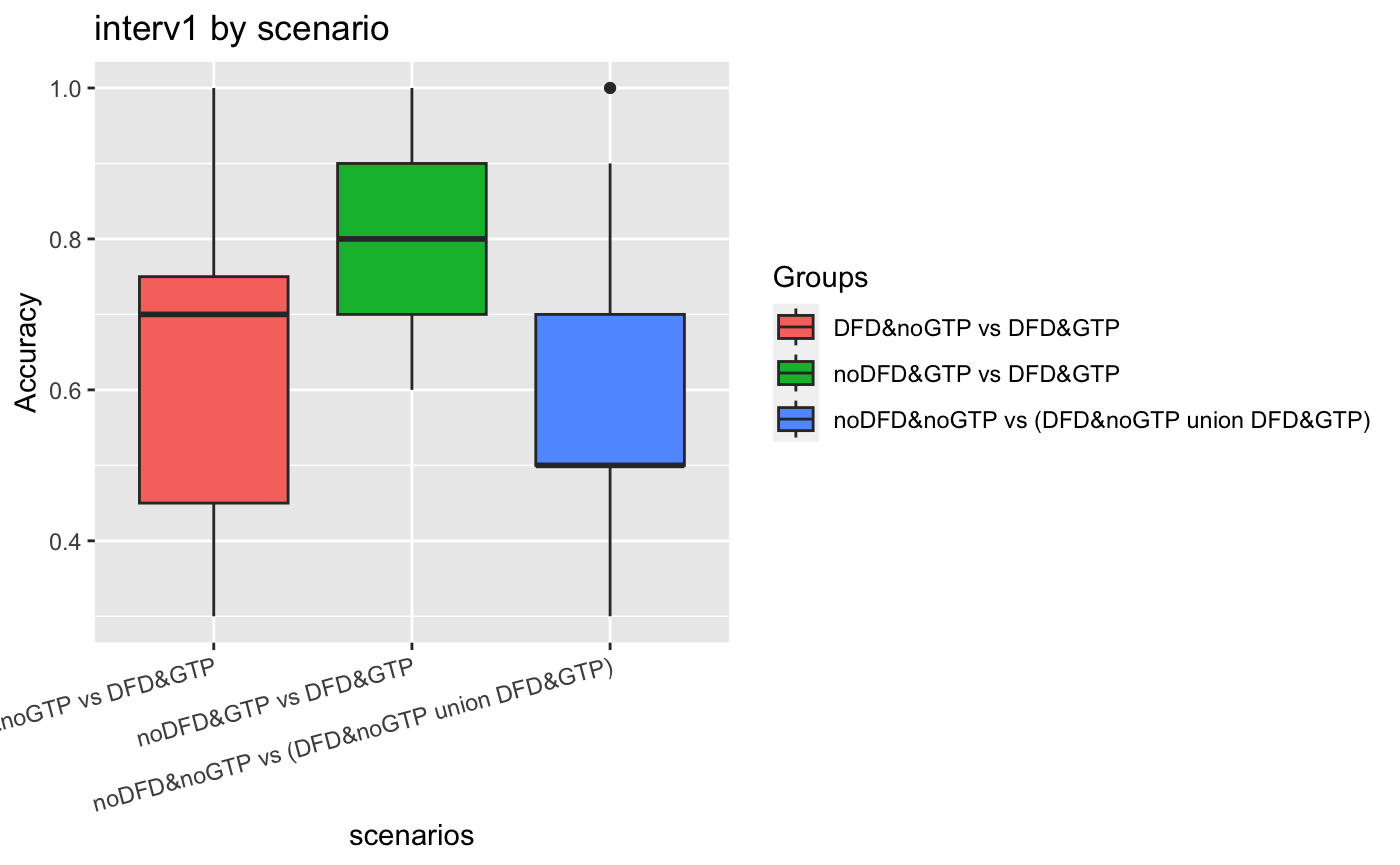 interv1 by scenario
1.0
0.8
0.6
0.4
Accuracy
noGTP vs DFD&GTP
noDFD&GTP vs DFD&GTP
noDFD&noGTP vs (DFD&noGTP union DFD&GTP)
scenarios
Groups
DFD&noGTP vs DFD&GTP
noDFD&GTP vs DFD&GTP
noDFD&noGTP vs (DFD&noGTP union DFD&GTP)